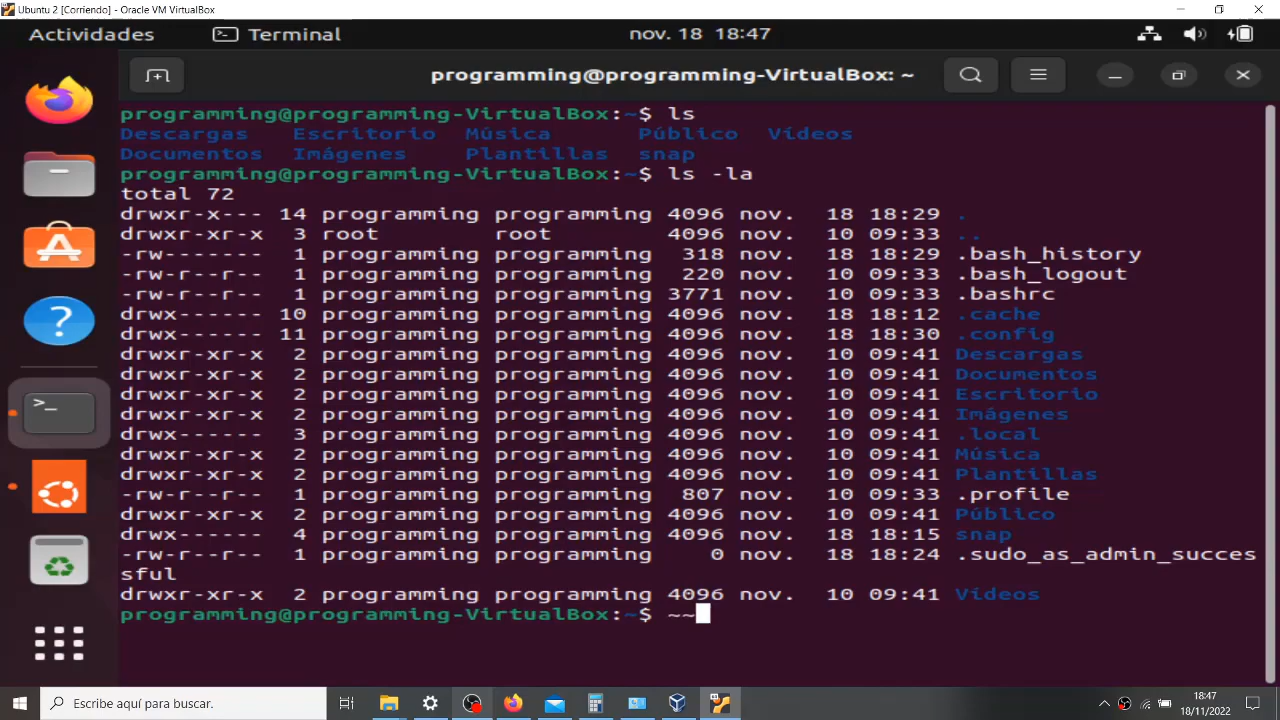 Ubuntu 2 [Corriendo] - Oracle VM VirtualBox
Actividades Terminal nov. 18 18:47
programming@programming-VirtualBox: ~
programming@programming-VirtualBox:~$ ls
Descargas Escritorio Música Público Vídeos
Documentos Imágenes Plantillas snap
programming@programming-VirtualBox:~$ ls -la
total 72
drwxr-x--- 14 programming programming 4096 nov. 18 18:29 .
drwxr-xr-x 3 root root 4096 nov. 10 09:33 ..
-rw------- 1 programming programming 318 nov. 18 18:29 .bash_history
-rw-r--r-- 1 programming programming 220 nov. 10 09:33 .bash_logout
-rw-r--r-- 1 programming programming 3771 nov. 10 09:33 .bashrc
drwx------ 10 programming programming 4096 nov. 18 18:12 .cache
drwx------ 11 programming programming 4096 nov. 18 18:30 .config
drwxr-xr-x 2 programming programming 4096 nov. 10 09:41 Descargas
drwxr-xr-x 2 programming programming 4096 nov. 10 09:41 Documentos
drwxr-xr-x 2 programming programming 4096 nov. 10 09:41 Escritorio
drwxr-xr-x 2 programming programming 4096 nov. 10 09:41 Imágenes
drwx------ 3 programming programming 4096 nov. 10 09:41 .local
drwxr-xr-x 2 programming programming 4096 nov. 10 09:41 Música
drwxr-xr-x 2 programming programming 4096 nov. 10 09:41 Plantillas
-rw-r--r-- 1 programming programming 807 nov. 10 09:33 .profile
drwxr-xr-x 2 programming programming 4096 nov. 10 09:41 Público
drwx------ 4 programming programming 4096 nov. 18 18:15 snap
-rw-r--r-- 1 programming programming 0 nov. 18 18:24 .sudo_as_admin_succes
sful
drwxr-xr-x 2 programming programming 4096 nov. 10 09:41 Vídeos
programming@programming-VirtualBox:~$ ~~
Escribe aquí para buscar.
18:47
18/11/2022